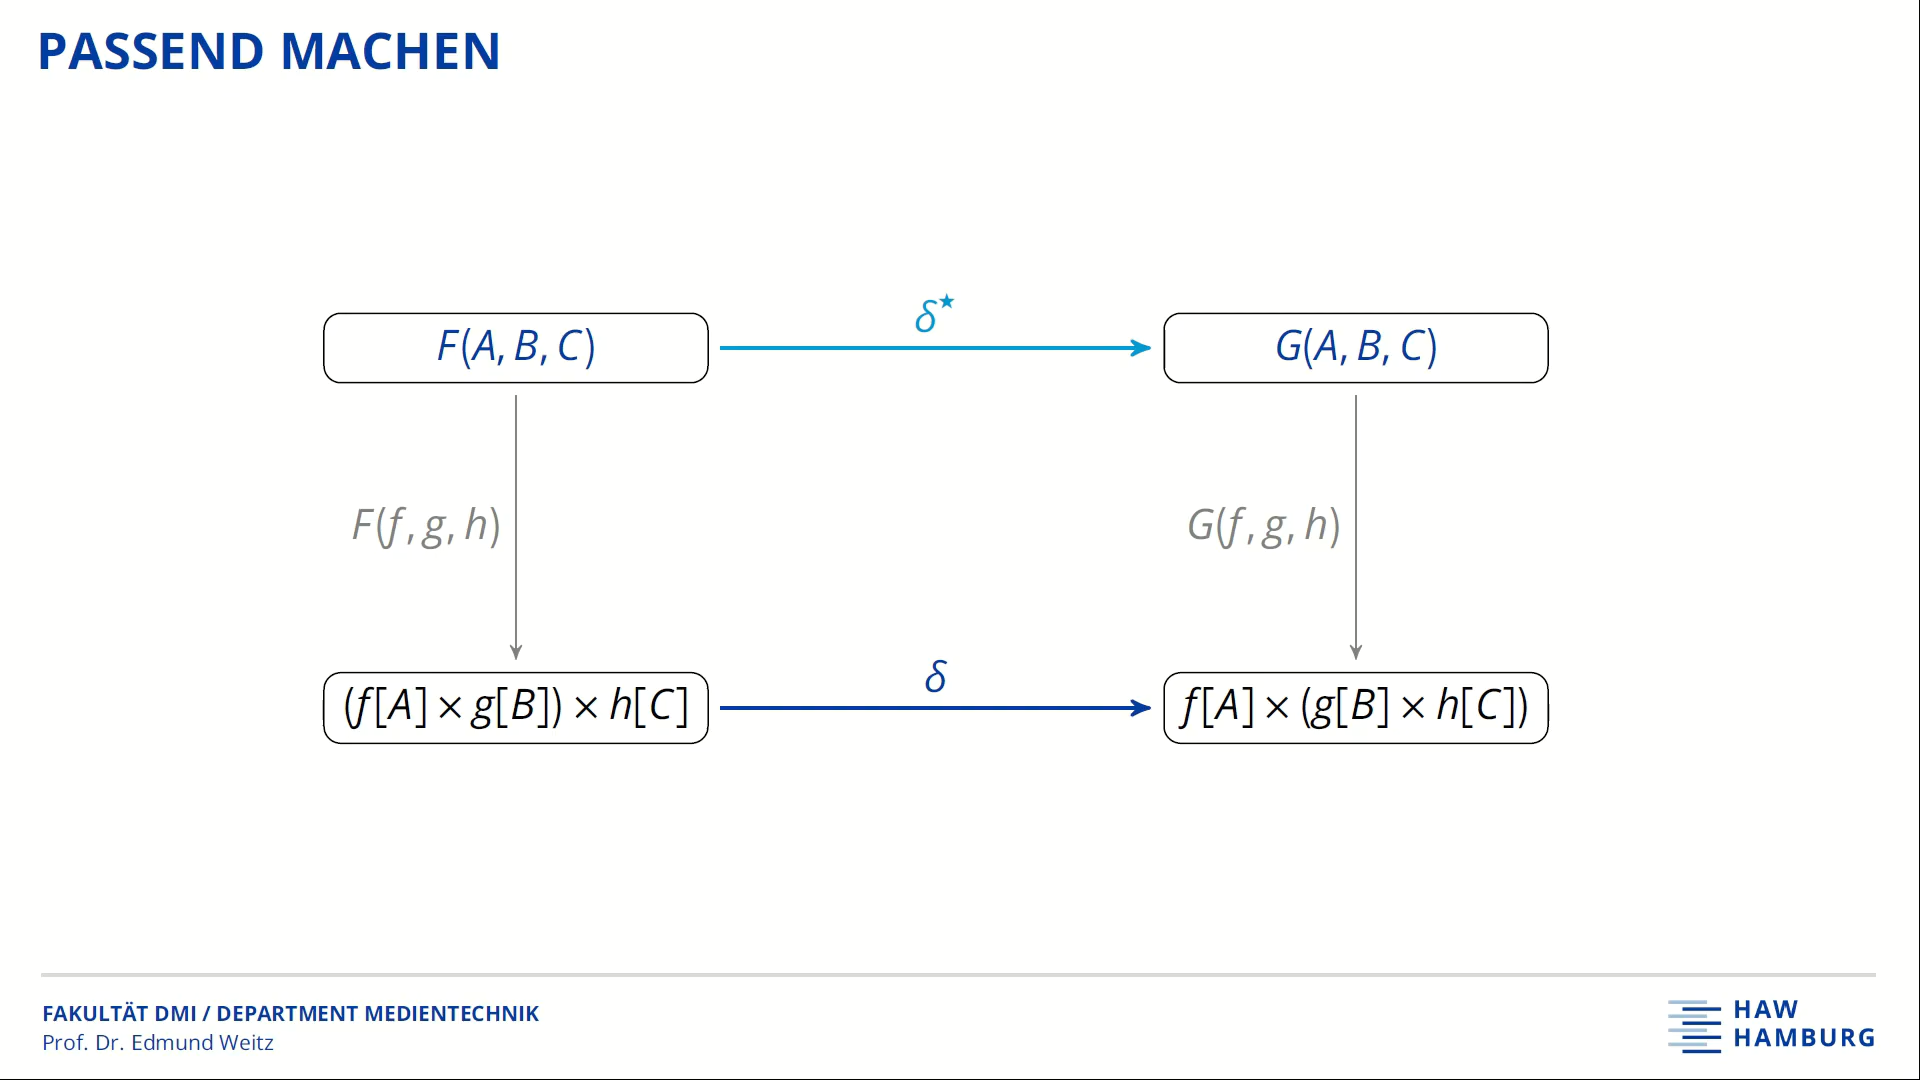 PASSEND MACHEN
δ★
F(A, B, C)
G(A, B, C)
F(f, g, h)
G(f, g, h)
δ
(f[A] × g[B]) × h[C]
f[A] × (g[B] × h[C])
FAKULTÄT DMI / DEPARTMENT MEDIENTECHNIK
Prof. Dr. Edmund Weitz
HAW
HAMBURG